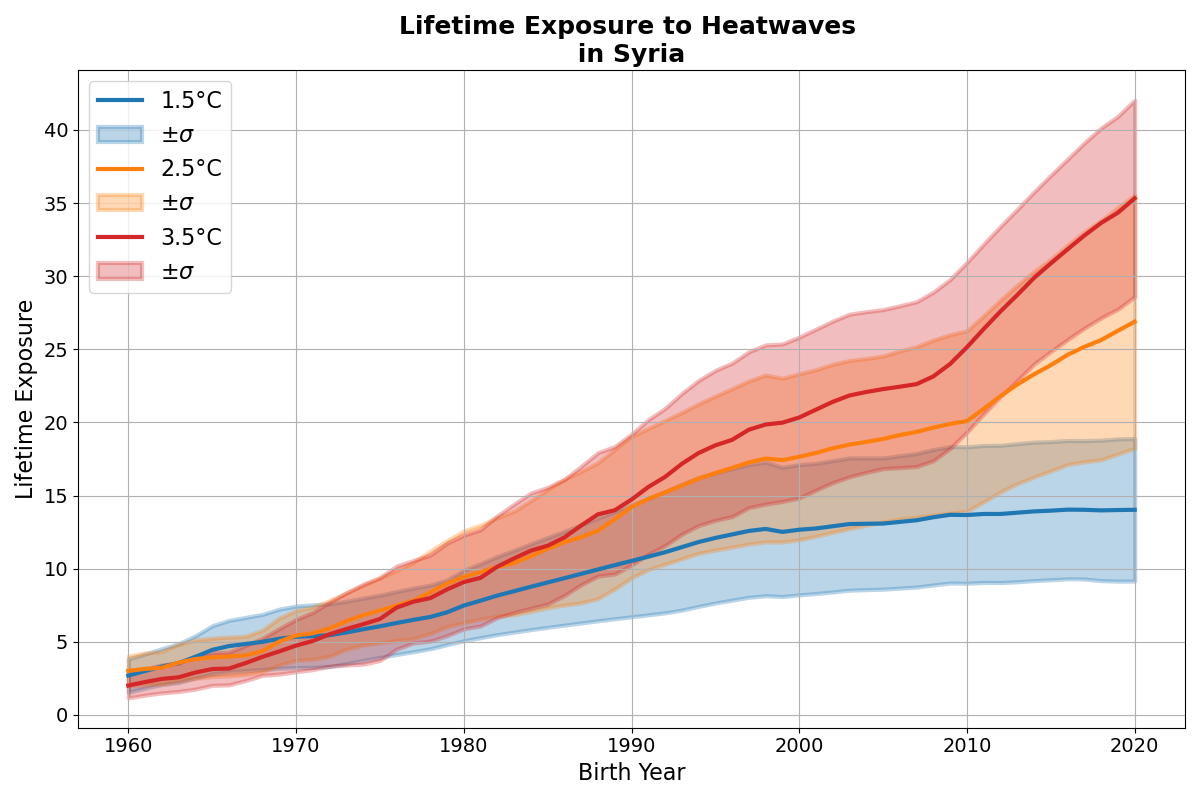 Lifetime Exposure to Heatwaves
in Syria
1.5°C
±σ
2.5°C
±σ
3.5°C
±σ
Lifetime Exposure
40
35
30
25
20
15
10
5
0
1960 1970 1980 1990 2000 2010 2020
Birth Year